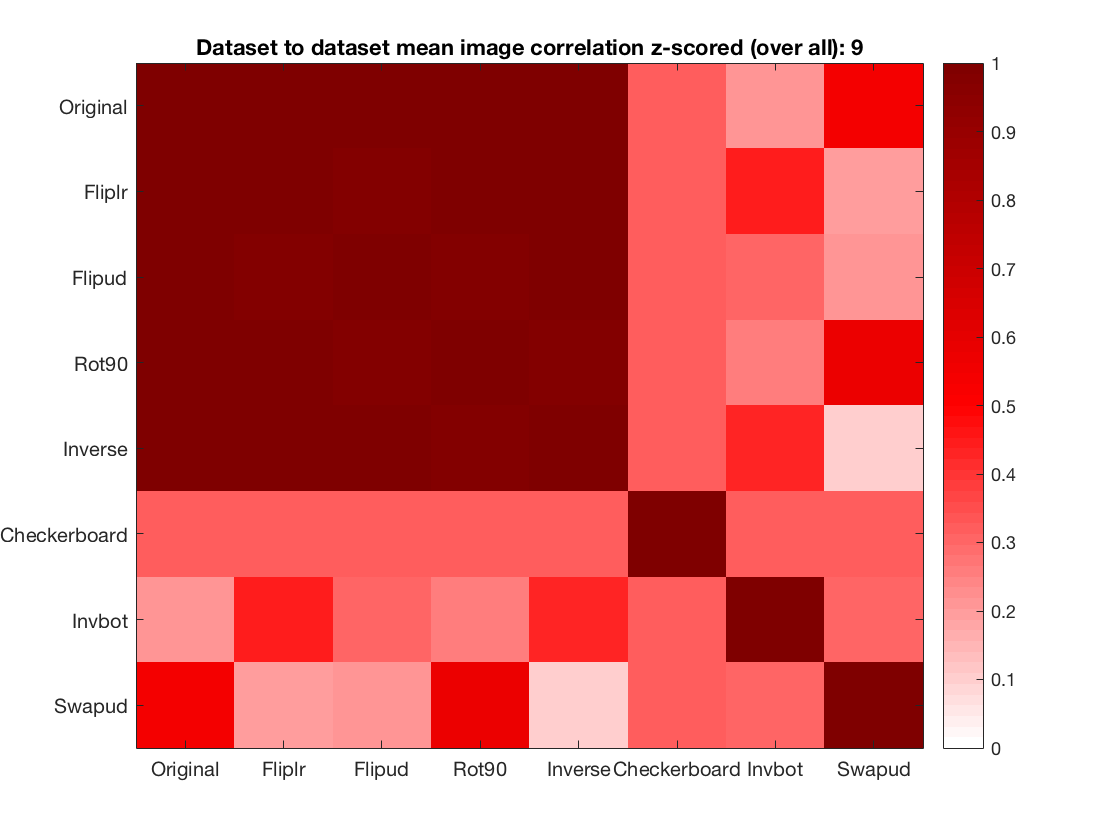 Dataset to dataset mean image correlation z-scored (over all): 9
Original
Fliplr
Flipud
Rot90
Inverse
Checkerboard
Invbot
Swapud
Original Fliplr Flipud Rot90 Inverse Checkerboard Invbot Swapud
1
0.9
0.8
0.7
0.6
0.5
0.4
0.3
0.2
0.1
0